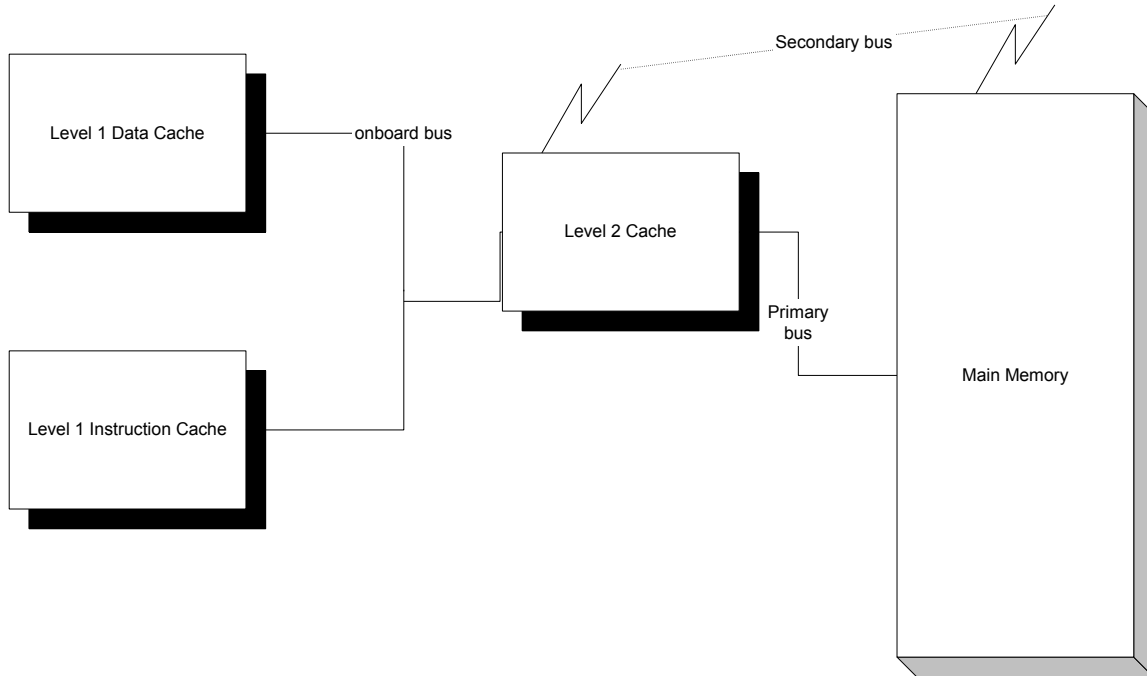 Secondary bus
Level 1 Data Cache
onboard bus
Level 2 Cache
Primary
bus
Main Memory
Level 1 Instruction Cache